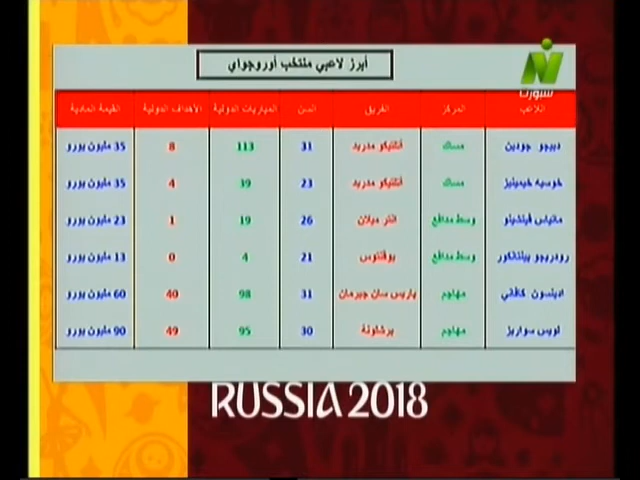 أبرز لاعبي منتخب أوروجواي
سبورت
اللاعب المركز الفريق السن المباريات الدولية الأهداف الدولية القيمة المادية
دييجو جودين مساك أتلتيكو مدريد 31 113 8 35 مليون يورو
خوسيه خيمينيز مساك أتلتيكو مدريد 23 39 4 35 مليون يورو
ماتياس فيتشينو وسط مدافع انتر ميلان 26 19 1 23 مليون يورو
رودريجو بينتانكور وسط مدافع يوفنتوس 21 4 0 13 مليون يورو
ادينسون كافاني مهاجم باريس سان جيرمان 31 98 40 60 مليون يورو
لويس سواريز مهاجم برشلونة 30 95 49 90 مليون يورو
RUSSIA 2018